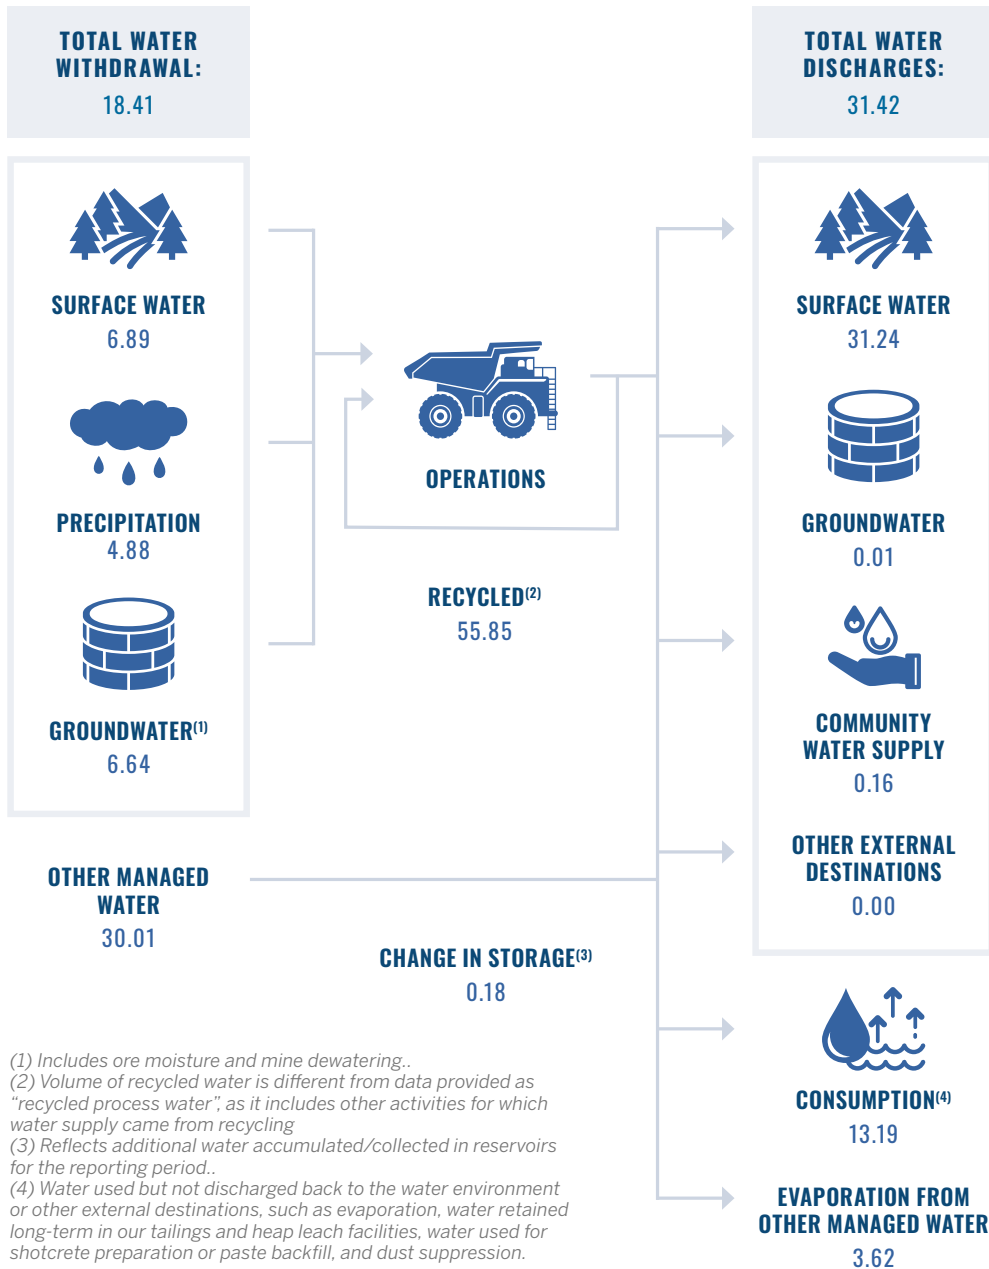 TOTAL WATER
WITHDRAWAL:
18.41
SURFACE WATER
6.89
PRECIPITATION
4.88
GROUNDWATER(1)
6.64
OTHER MANAGED
WATER
30.01
OPERATIONS
RECYCLED(2)
55.85
CHANGE IN STORAGE(3)
0.18
TOTAL WATER
DISCHARGES:
31.42
SURFACE WATER
31.24
GROUNDWATER
0.01
COMMUNITY
WATER SUPPLY
0.16
OTHER EXTERNAL
DESTINATIONS
0.00
CONSUMPTION(4)
13.19
EVAPORATION FROM
OTHER MANAGED WATER
3.62
(1) Includes ore moisture and mine dewatering..
(2) Volume of recycled water is different from data provided as
“recycled process water”, as it includes other activities for which
water supply came from recycling
(3) Reflects additional water accumulated/collected in reservoirs
for the reporting period..
(4) Water used but not discharged back to the water environment
or other external destinations, such as evaporation, water retained
long-term in our tailings and heap leach facilities, water used for
shotcrete preparation or paste backfill, and dust suppression.